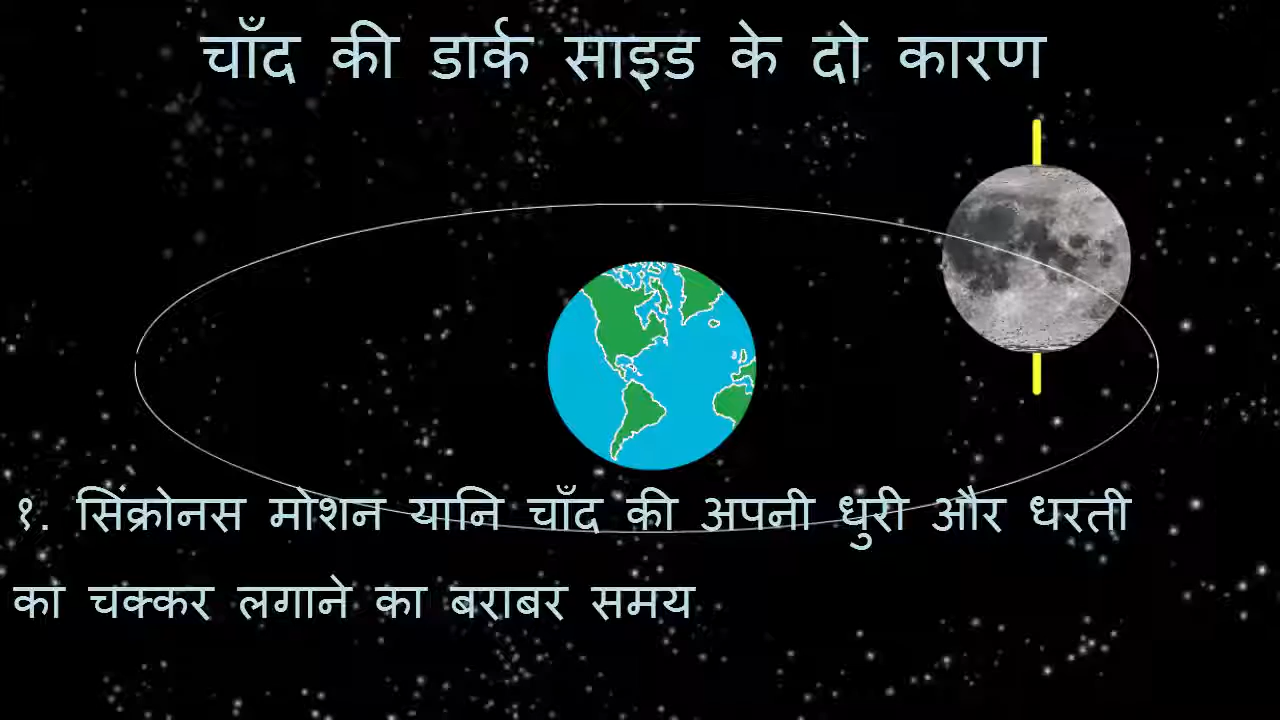 चाँद की डार्क साइड के दो कारण
१. सिंक्रोनस मोशन यानि चाँद की अपनी धुरी और धरती
का चक्कर लगाने का बराबर समय